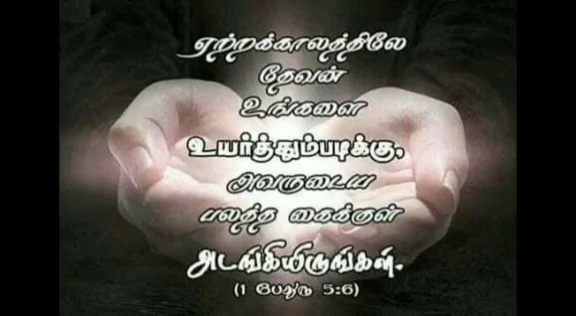 ஏற்றக்காலத்திலே
தேவன்
உங்களை
உயர்த்தும்படிக்கு,
அவருடைய
பலத்த கைக்குள்
அடங்கியிருங்கள்.
(1 பேதுரு 5:6)